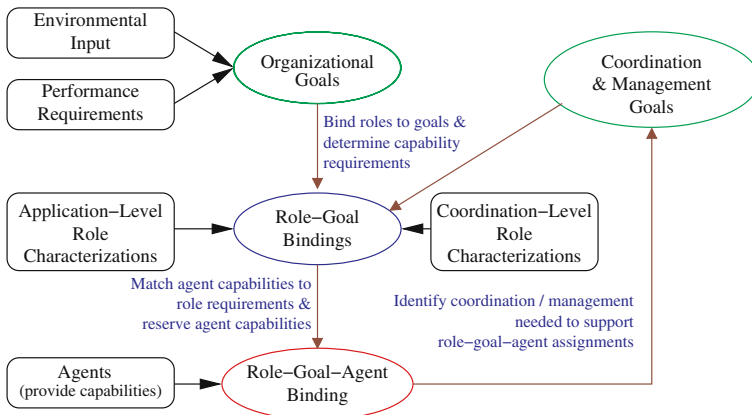 Environmental
Input
Performance
Requirements
Organizational
Goals
Coordination
& Management
Goals
Bind roles to goals &
determine capability
requirements
Application−Level
Role
Characterizations
Role−Goal
Bindings
Coordination−Level
Role
Characterizations
Match agent capabilities to
role requirements &
reserve agent capabilities
Identify coordination / management
needed to support
role−goal−agent assignments
Agents
(provide capabilities)
Role−Goal−Agent
Binding